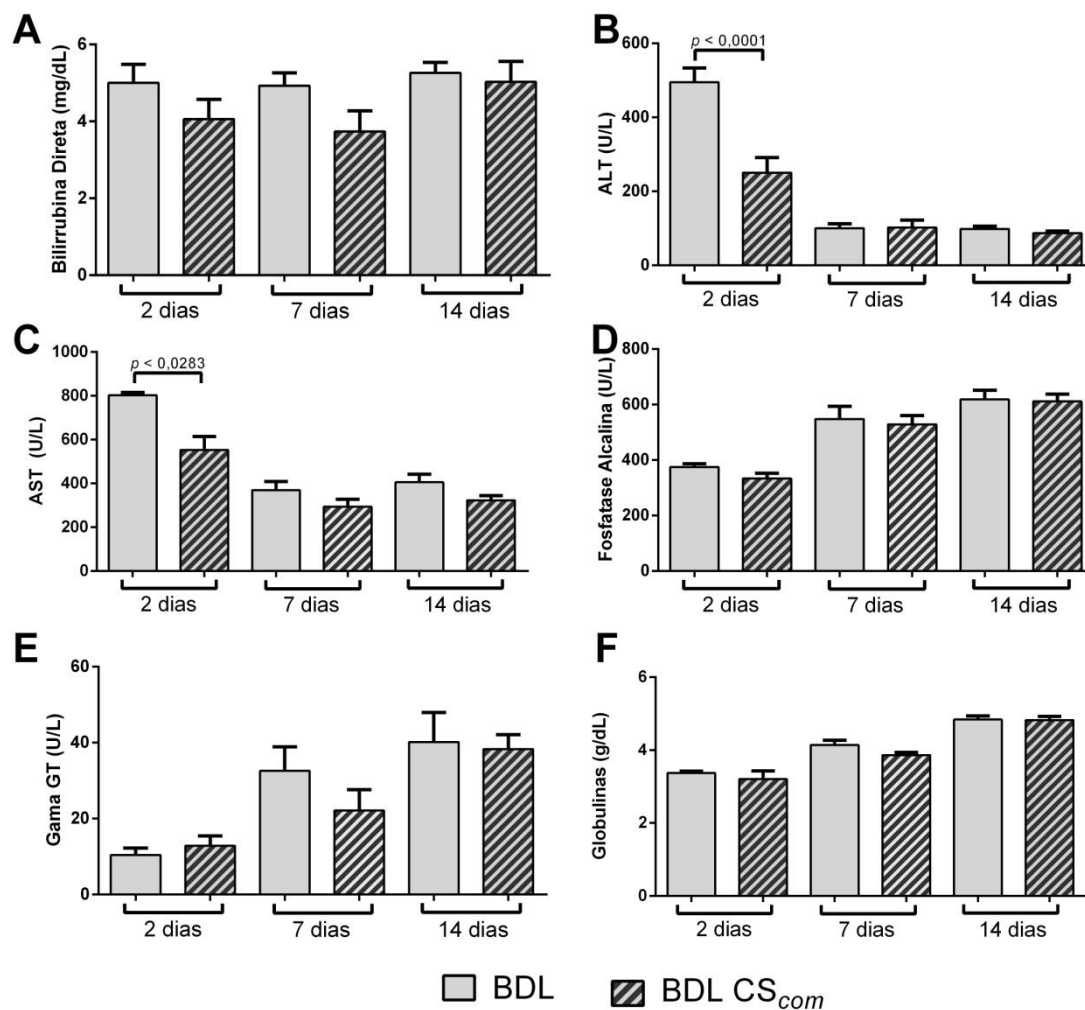 A
Bilirrubina Direta (mg/dL)
6
4
2
0
2 dias
7 dias
14 dias
B
ALT (U/L)
600
400
200
0
p < 0,0001
2 dias
7 dias
14 dias
C
AST (U/L)
1000
800
600
400
200
0
p < 0,0283
2 dias
7 dias
14 dias
D
Fosfatase Alcalina (U/L)
800
600
400
200
0
2 dias
7 dias
14 dias
E
Gama GT (U/L)
60
40
20
0
2 dias
7 dias
14 dias
F
Globulinas (g/dL)
6
4
2
0
2 dias
7 dias
14 dias
BDL
BDL CScom